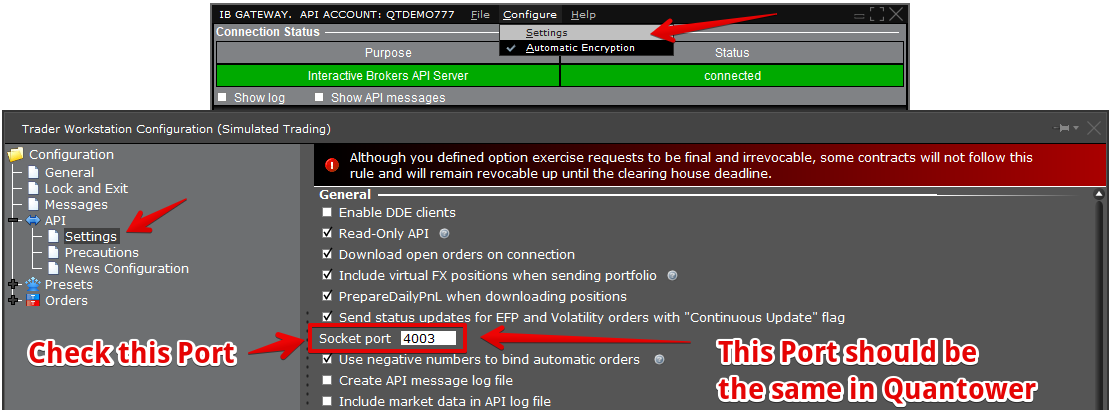 IB GATEWAY. API ACCOUNT: QTDEMO777 File Configure Help
Connection Status
Settings
Automatic Encryption
Purpose Status
Interactive Brokers API Server connected
Show log Show API messages
Trader Workstation Configuration (Simulated Trading)
Configuration
General
Lock and Exit
Messages
API
Settings
Precautions
News Configuration
Presets
Orders
Although you defined option exercise requests to be final and irrevocable, some contracts will not follow this
rule and will remain revocable up until the clearing house deadline.
General
Enable DDE clients
Read-Only API
Download open orders on connection
Include virtual FX positions when sending portfolio
PrepareDailyPnL when downloading positions
Send status updates for EFP and Volatility orders with "Continuous Update" flag
Socket port 4003
Use negative numbers to bind automatic orders
Create API message log file
Include market data in API log file
Check this Port
This Port should be
the same in Quantower